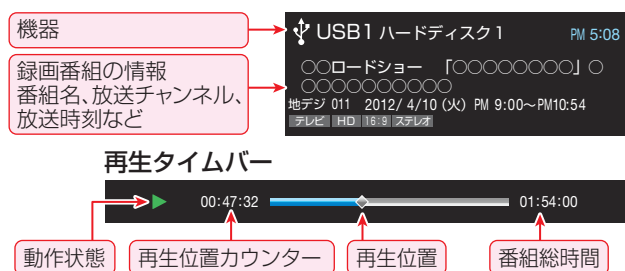 機器
USB1 ハードディスク1 PM 5:08
録画番組の情報
番組名、放送チャンネル、
放送時刻など
○○ロードショー 「○○○○○○○○」○
○○○○○○○○○○
地デジ 011 2012/ 4/10 (火) PM 9:00～PM10:54
テレビ HD 16:9 ステレオ
再生タイムバー
00:47:32 01:54:00
動作状態 再生位置カウンター 再生位置 番組総時間